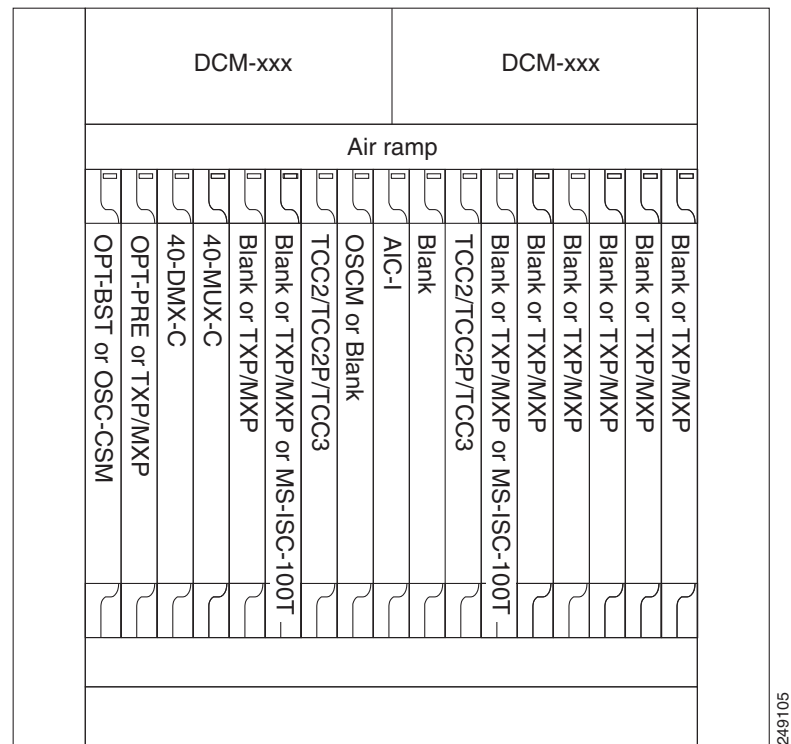 DCM-xxx
DCM-xxx
Air ramp
OPT-BST or OSC-CSM
OPT-PRE or TXP/MXP
40-DMX-C
40-MUX-C
Blank or TXP/MXP
Blank or TXP/MXP or MS-ISC-100T
TCC2/TCC2P/TCC3
OSCM or Blank
AIC-I
Blank
TCC2/TCC2P/TCC3
Blank or TXP/MXP or MS-ISC-100T
Blank or TXP/MXP
Blank or TXP/MXP
Blank or TXP/MXP
Blank or TXP/MXP
Blank or TXP/MXP
249105